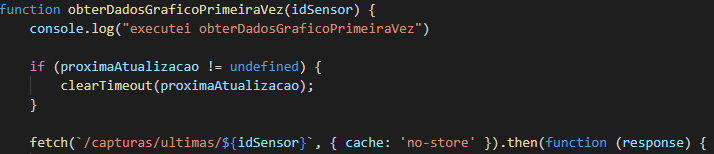 function obterDadosGraficoPrimeiraVez(idSensor) {
    console.log("executei obterDadosGraficoPrimeiraVez")
    if (proximaAtualizacao != undefined) {
        clearTimeout(proximaAtualizacao);
    }
    fetch(`/capturas/ultimas/${idSensor}`, { cache: 'no-store' }).then(function (response) {